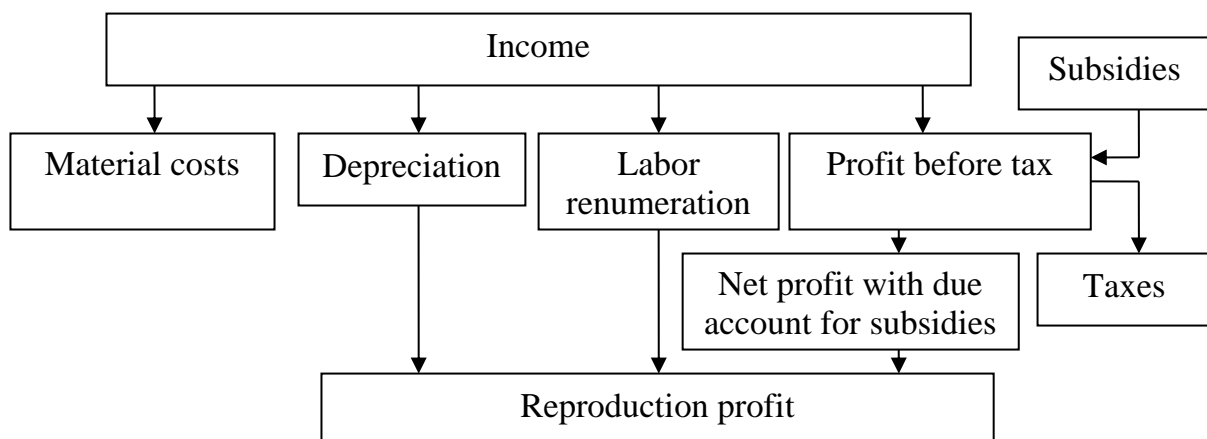 Income
Subsidies
Material costs
Depreciation
Labor
renumeration
Profit before tax
Net profit with due
account for subsidies
Taxes
Reproduction profit